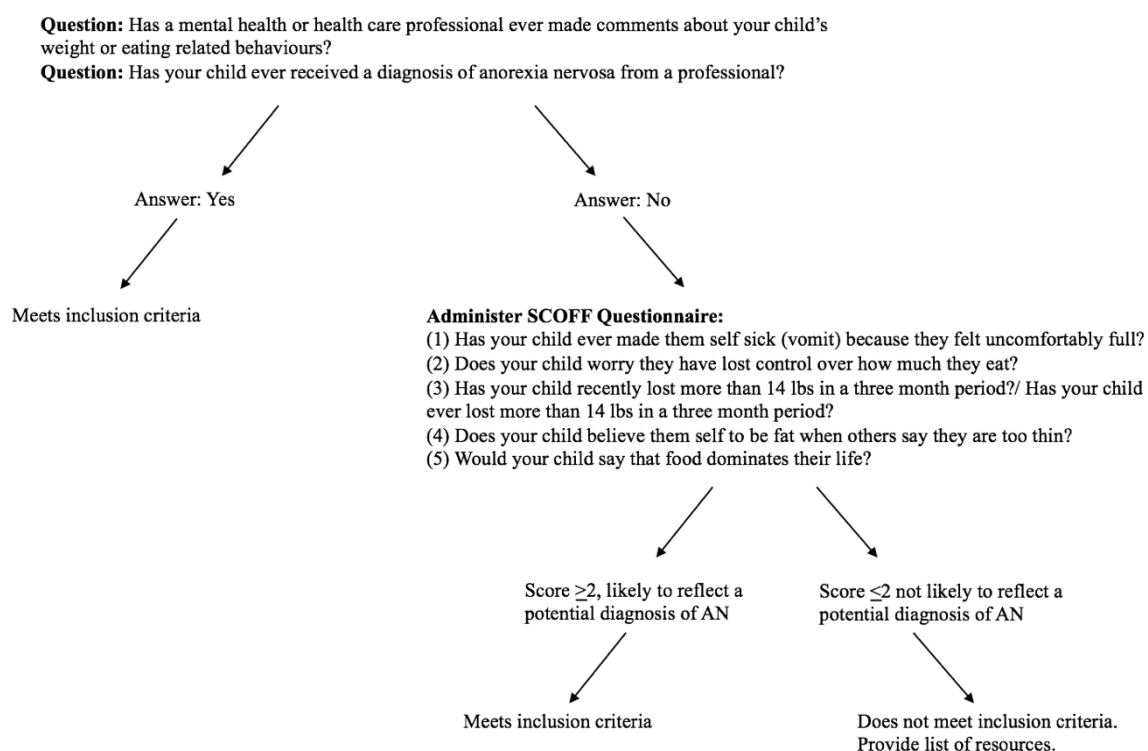 Question: Has a mental health or health care professional ever made comments about your child's
weight or eating related behaviours?
Question: Has your child ever received a diagnosis of anorexia nervosa from a professional?
Answer: Yes
Answer: No
Meets inclusion criteria
Administer SCOFF Questionnaire:
(1) Has your child ever made them self sick (vomit) because they felt uncomfortably full?
(2) Does your child worry they have lost control over how much they eat?
(3) Has your child recently lost more than 14 lbs in a three month period?/ Has your child
ever lost more than 14 lbs in a three month period?
(4) Does your child believe them self to be fat when others say they are too thin?
(5) Would your child say that food dominates their life?
Score ≥2, likely to reflect a
potential diagnosis of AN
Score ≤2 not likely to reflect a
potential diagnosis of AN
Meets inclusion criteria
Does not meet inclusion criteria.
Provide list of resources.